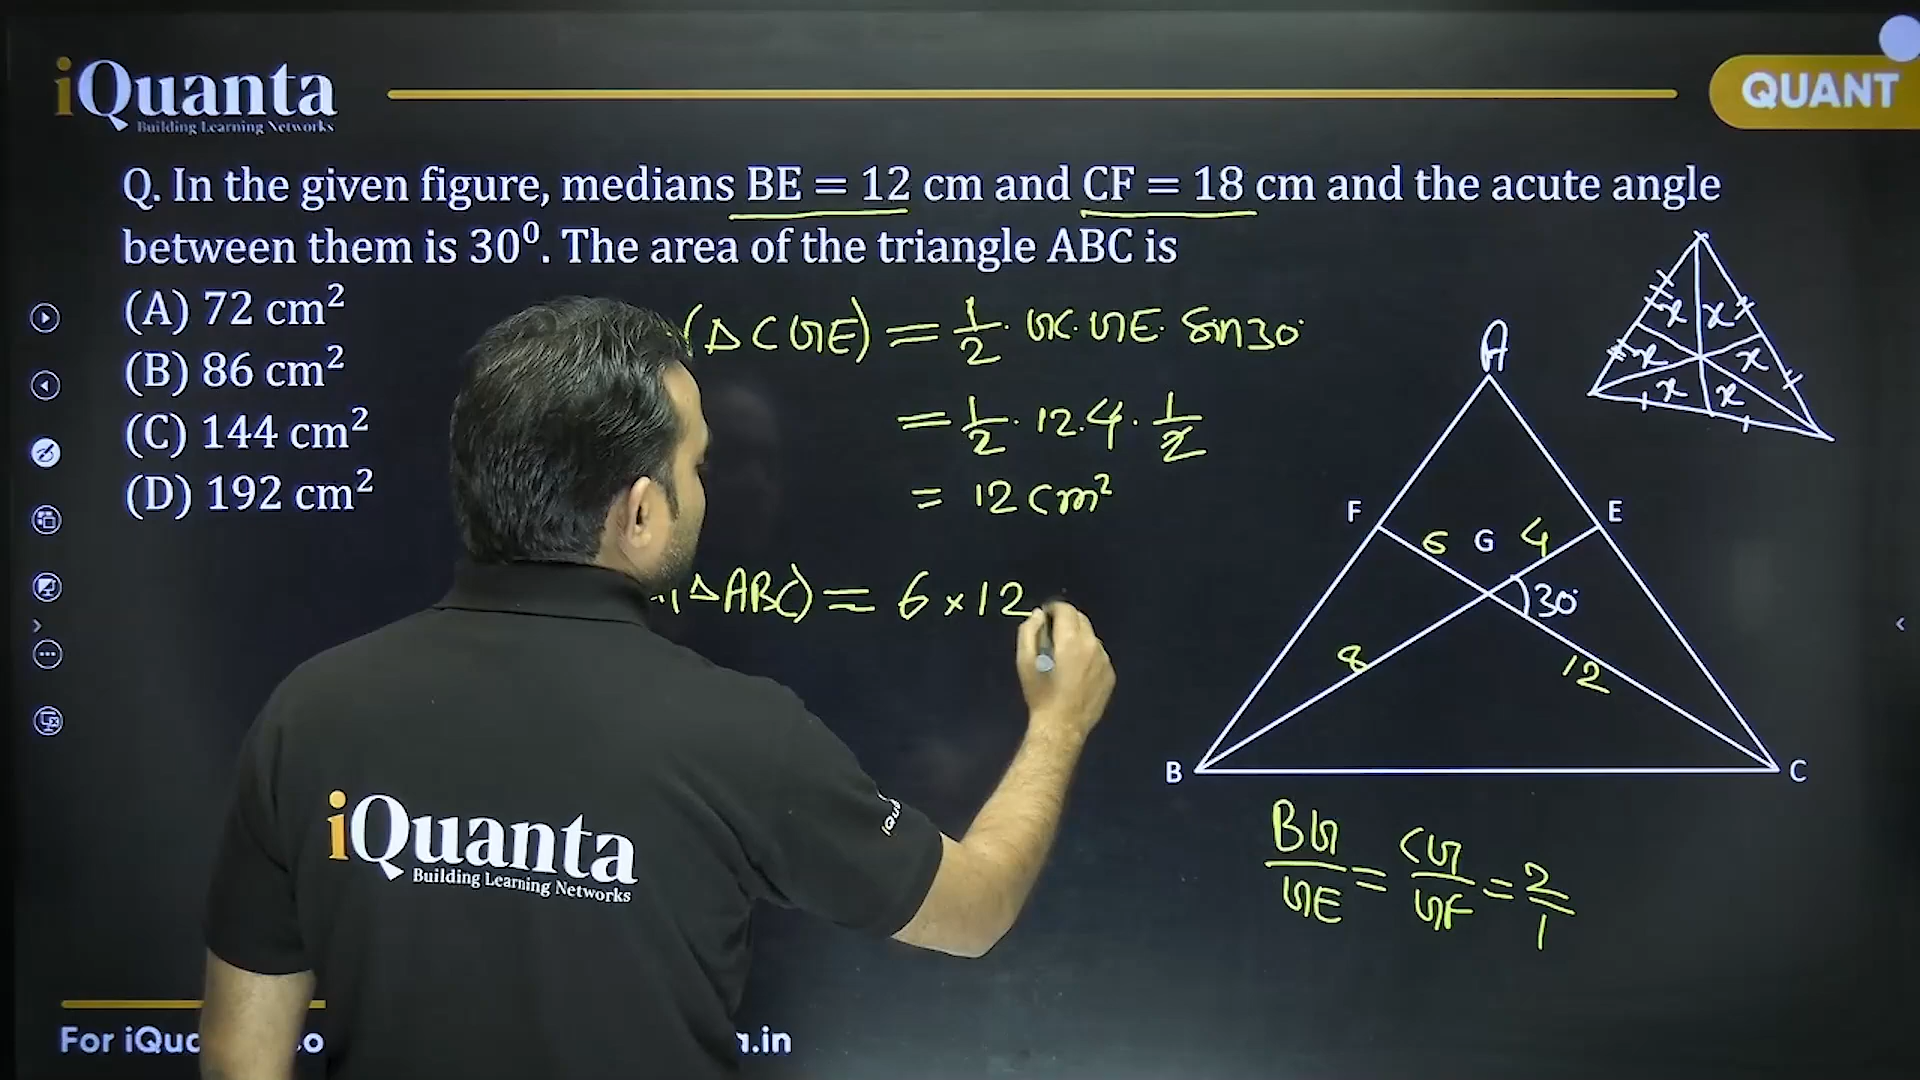 iQuanta
Building Learning Networks
QUANT
Q. In the given figure, medians BE = 12 cm and CF = 18 cm and the acute angle
between them is 30⁰. The area of the triangle ABC is
(A) 72 cm²
(B) 86 cm²
(C) 144 cm²
(D) 192 cm²
(ΔCGE) = 1/2 · GC · GE · Sin30°
= 1/2 · 12 . 4 · 1/2
= 12 cm²
ΔABC) = 6 × 12
x x
x x
x x
A
F E
6 G 4
30°
8 12
B C
BG/GE = CG/GF = 2/1
iQuanta
Building Learning Networks
For
.in